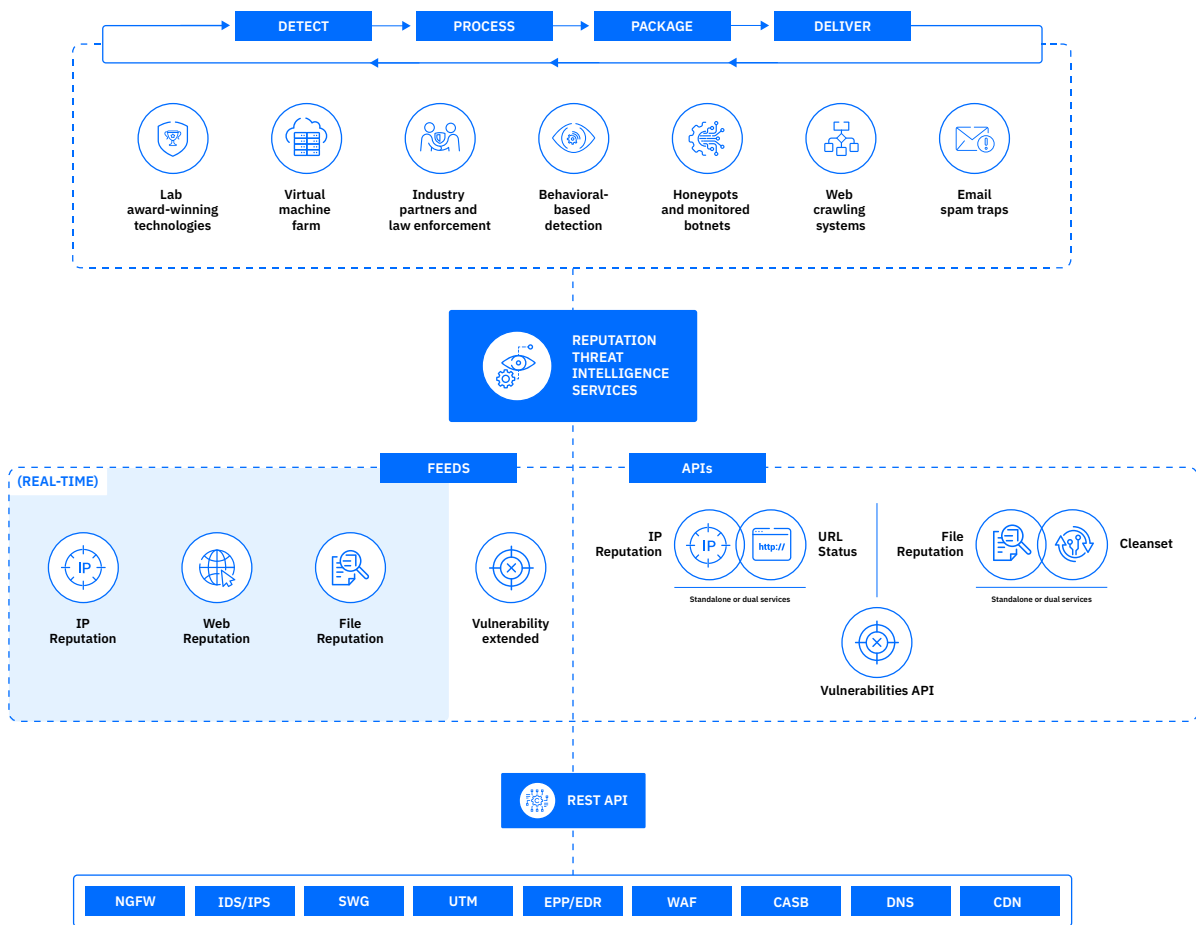 DETECT
PROCESS
PACKAGE
DELIVER
Lab
award-winning
technologies
Virtual
machine
farm
Industry
partners and
law enforcement
Behavioral-
based
detection
Honeypots
and monitored
botnets
Web
crawling
systems
Email
spam traps
REPUTATION
THREAT
INTELLIGENCE
SERVICES
FEEDS
(REAL-TIME)
IP
IP
Reputation
Web
Reputation
File
Reputation
Vulnerability
extended
APIs
IP
Reputation
IP
http://
URL
Status
Standalone or dual services
File
Reputation
Cleanset
Standalone or dual services
Vulnerabilities API
REST API
NGFW
IDS/IPS
SWG
UTM
EPP/EDR
WAF
CASB
DNS
CDN